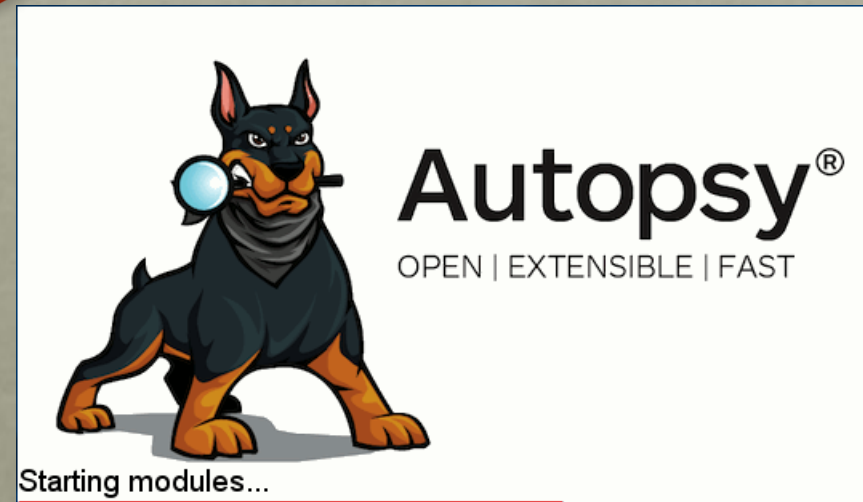 Autopsy®
OPEN | EXTENSIBLE | FAST
Starting modules...